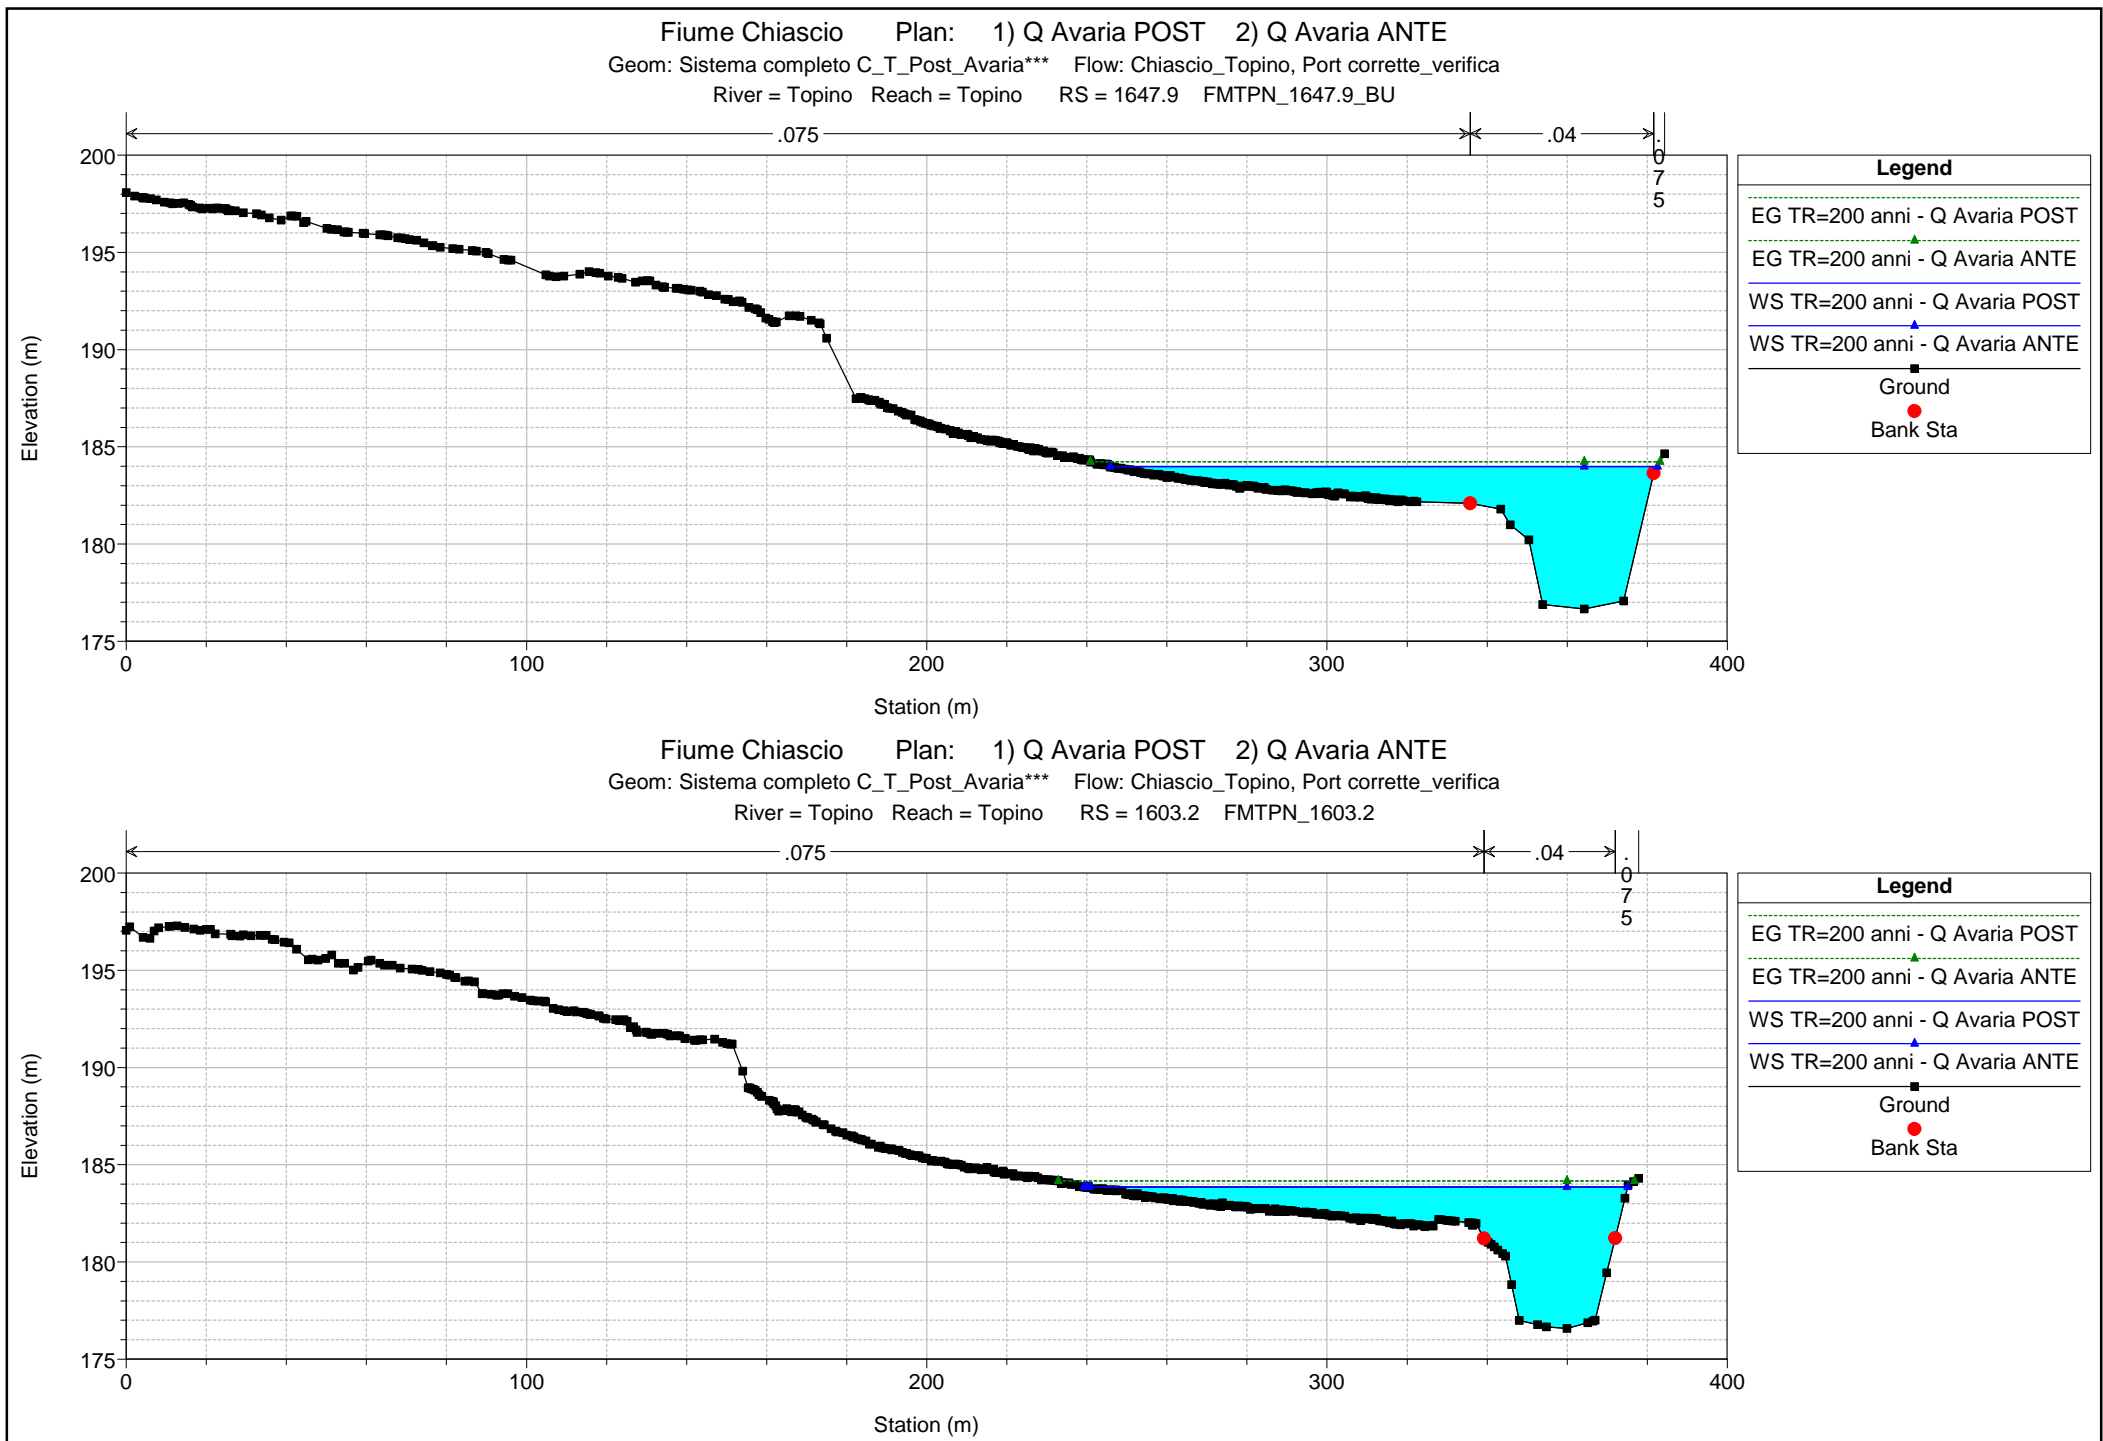 Fiume Chiascio Plan: 1) Q Avaria POST 2) Q Avaria ANTE
Geom: Sistema completo C_T_Post_Avaria*** Flow: Chiascio_Topino, Port corrette_verifica
River = Topino Reach = Topino RS = 1647.9 FMTPN_1647.9_BU
.075
.04
.075
200
195
190
185
180
175
0
100
200
300
400
Elevation (m)
Station (m)
Legend
EG TR=200 anni - Q Avaria POST
EG TR=200 anni - Q Avaria ANTE
WS TR=200 anni - Q Avaria POST
WS TR=200 anni - Q Avaria ANTE
Ground
Bank Sta
Fiume Chiascio Plan: 1) Q Avaria POST 2) Q Avaria ANTE
Geom: Sistema completo C_T_Post_Avaria*** Flow: Chiascio_Topino, Port corrette_verifica
River = Topino Reach = Topino RS = 1603.2 FMTPN_1603.2
.075
.04
.075
200
195
190
185
180
175
0
100
200
300
400
Elevation (m)
Station (m)
Legend
EG TR=200 anni - Q Avaria POST
EG TR=200 anni - Q Avaria ANTE
WS TR=200 anni - Q Avaria POST
WS TR=200 anni - Q Avaria ANTE
Ground
Bank Sta